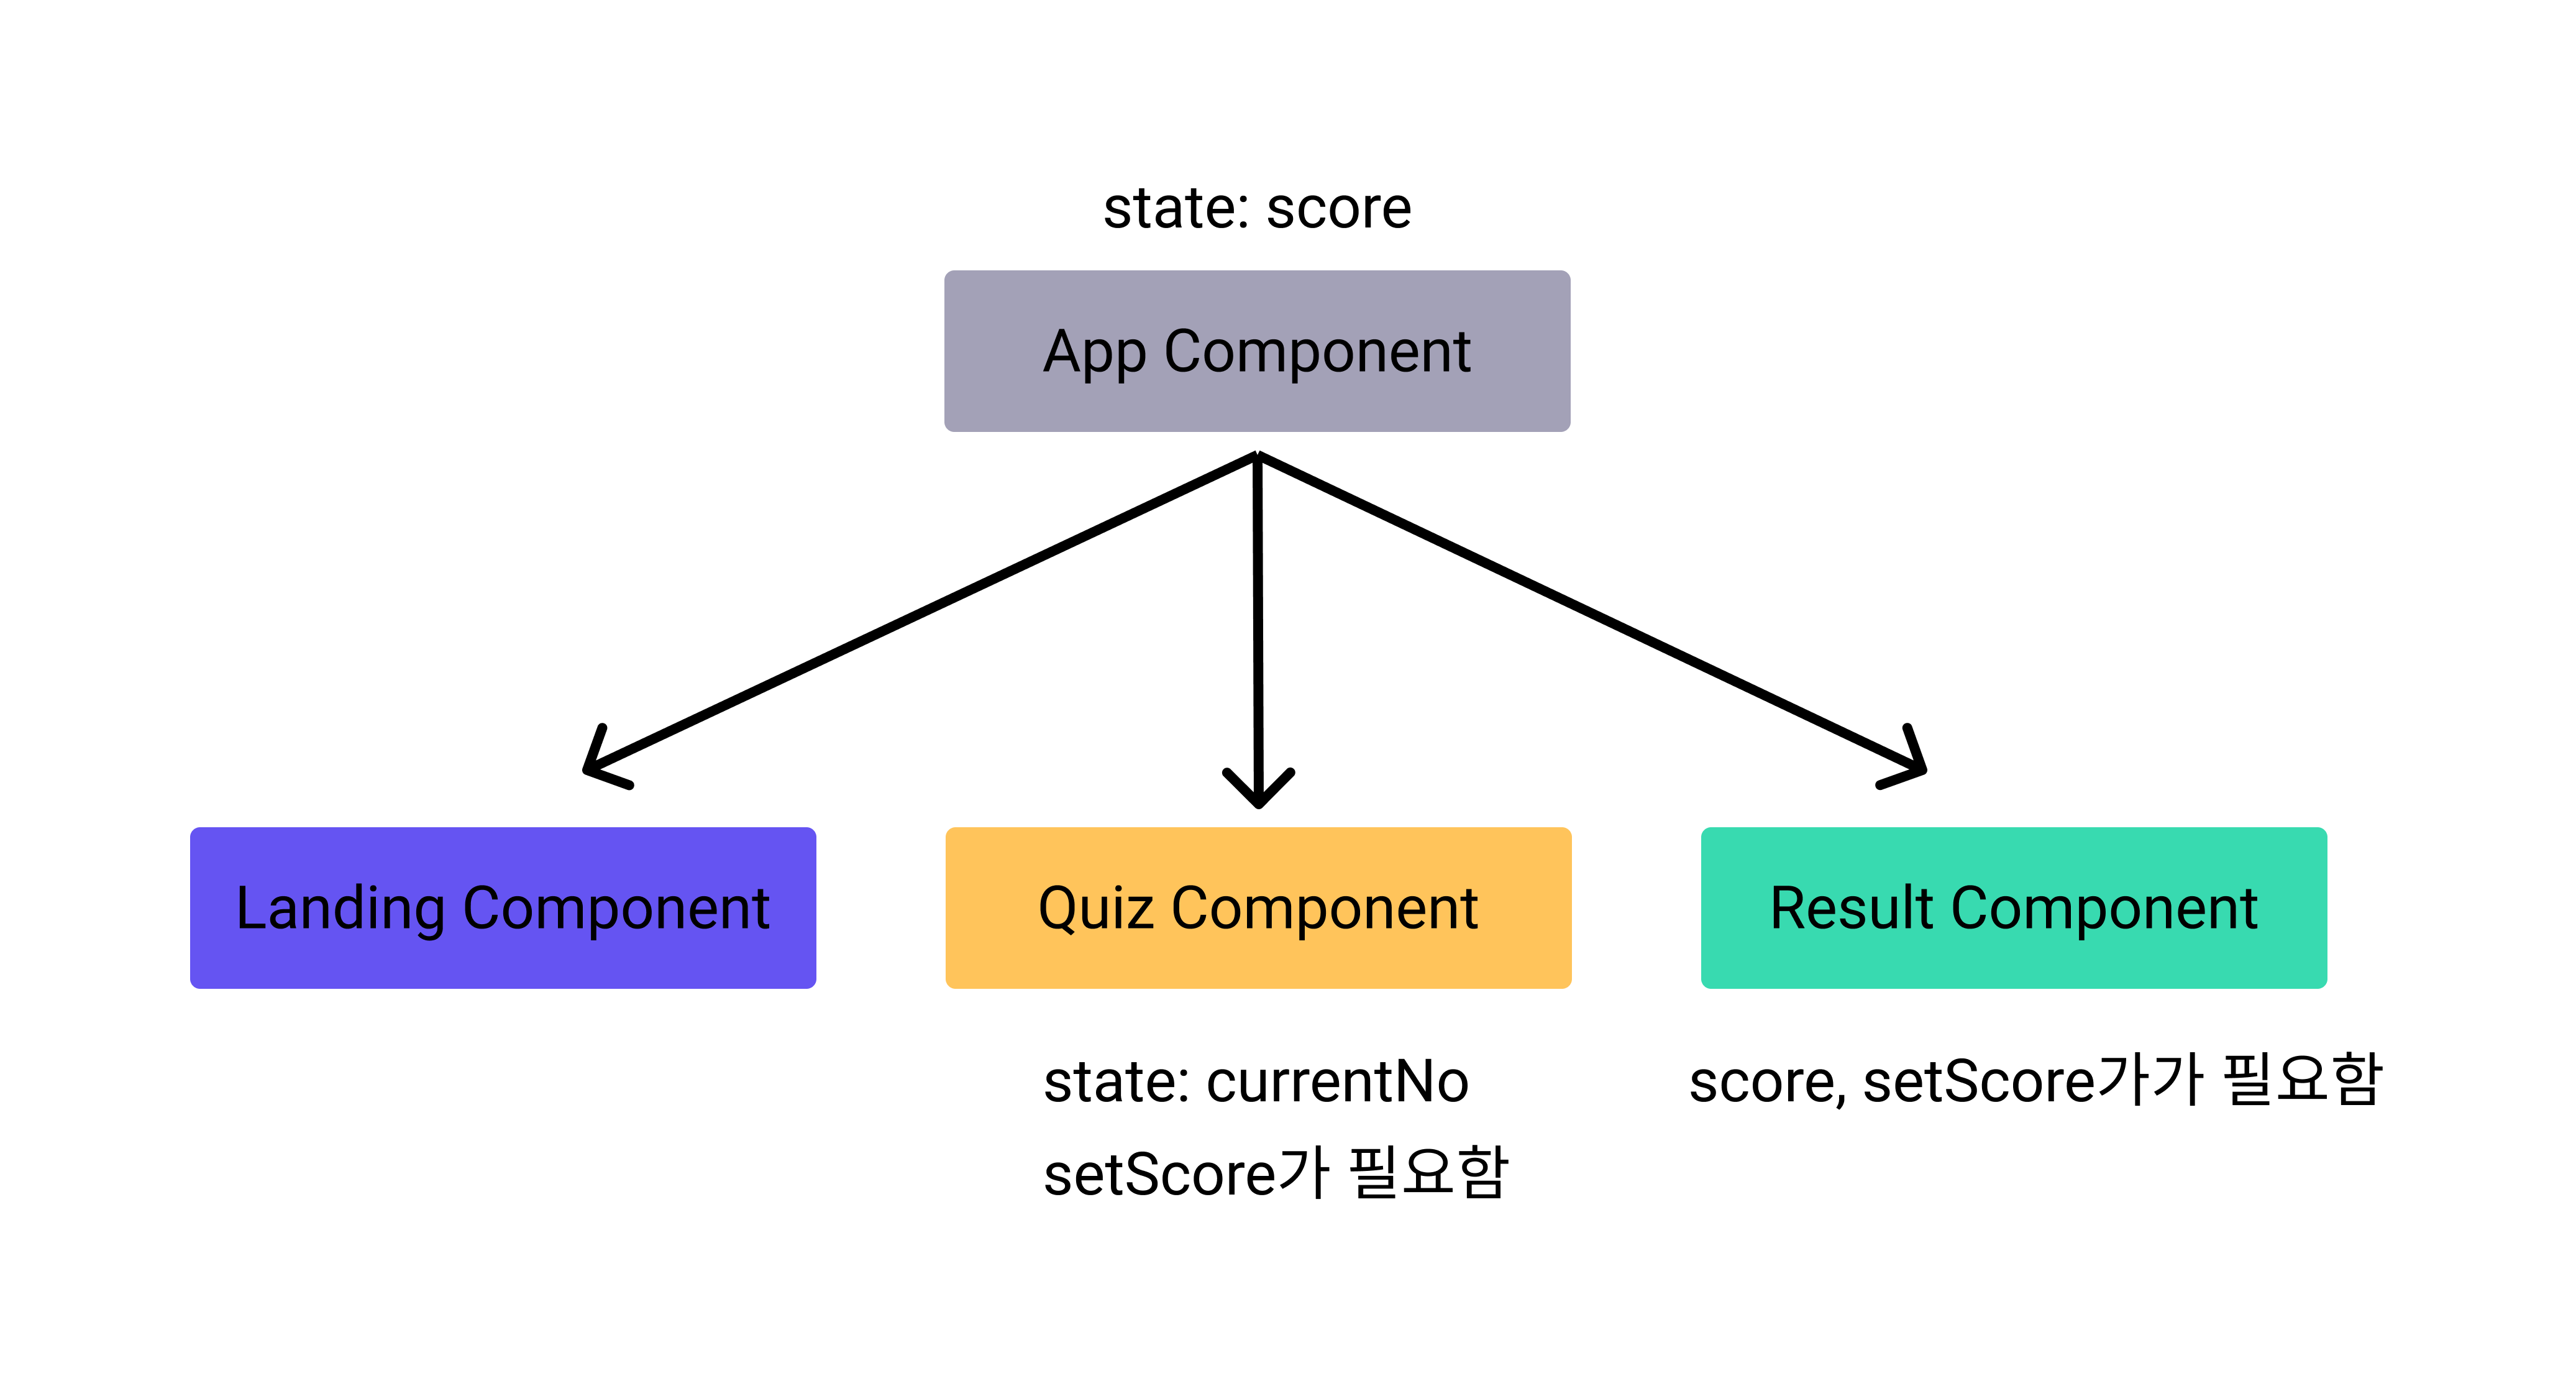 state: score
App Component
Landing Component
Quiz Component
Result Component
state: currentNo
setScore가 필요함
score, setScore가가 필요함